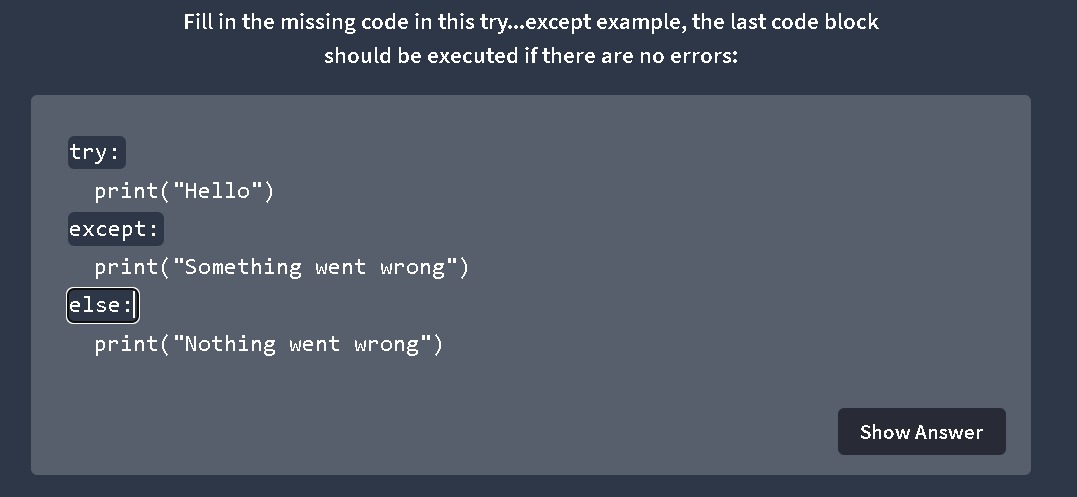 Fill in the missing code in this try...except example, the last code block
should be executed if there are no errors:
try:
  print("Hello")
except:
  print("Something went wrong")
else:
  print("Nothing went wrong")
Show Answer